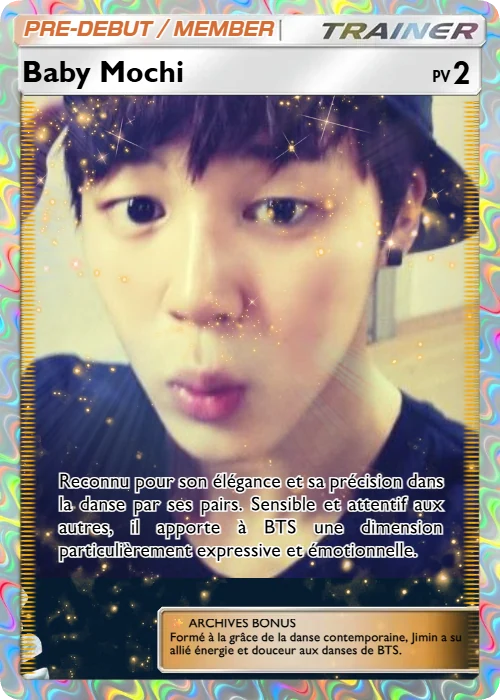 PRE-DEBUT / MEMBER
TRAINER
Baby Mochi
PV 2
Reconnu pour son élégance et sa précision dans
la danse par ses pairs. Sensible et attentif aux
autres, il apporte à BTS une dimension
particulièrement expressive et émotionnelle.
ARCHIVES BONUS
Formé à la grâce de la danse contemporaine, Jimin a su
allié énergie et douceur aux danses de BTS.